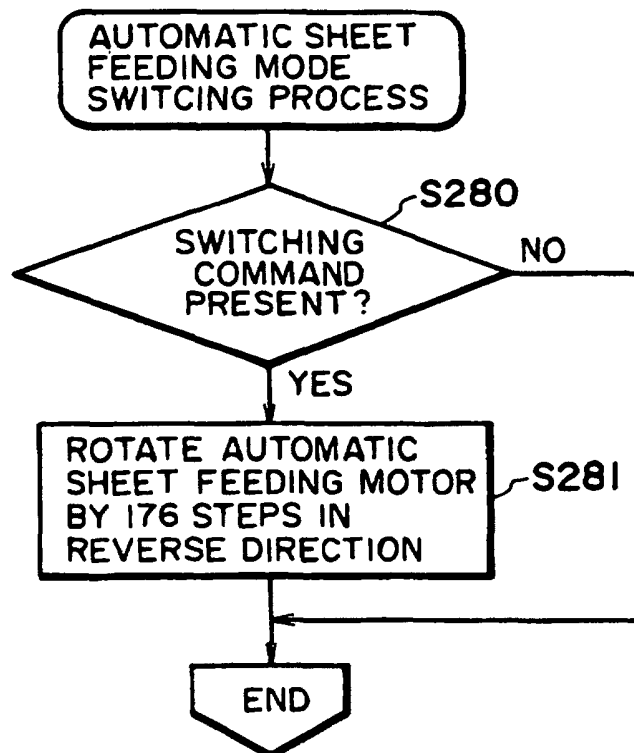 AUTOMATIC SHEET
FEEDING MODE
SWITCING PROCESS
S280
SWITCHING
COMMAND
PRESENT?
NO
YES
ROTATE AUTOMATIC
SHEET FEEDING MOTOR
BY 176 STEPS IN
REVERSE DIRECTION
S281
END